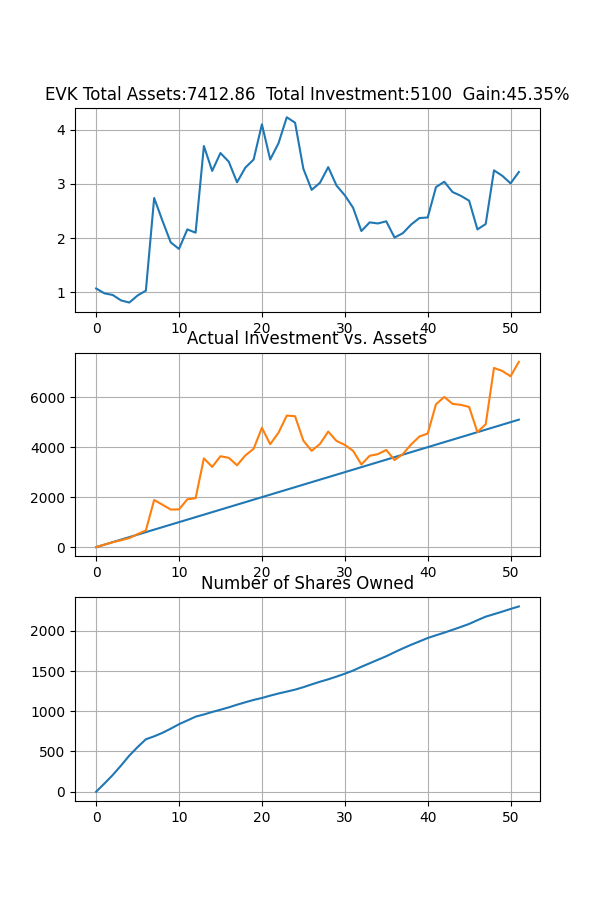 EVK Total Assets:7412.86  Total Investment:5100  Gain:45.35%
4
3
2
1
0 10 20 30 40 50
Actual Investment vs. Assets
6000
4000
2000
0
0 10 20 30 40 50
Number of Shares Owned
2000
1500
1000
500
0
0 10 20 30 40 50